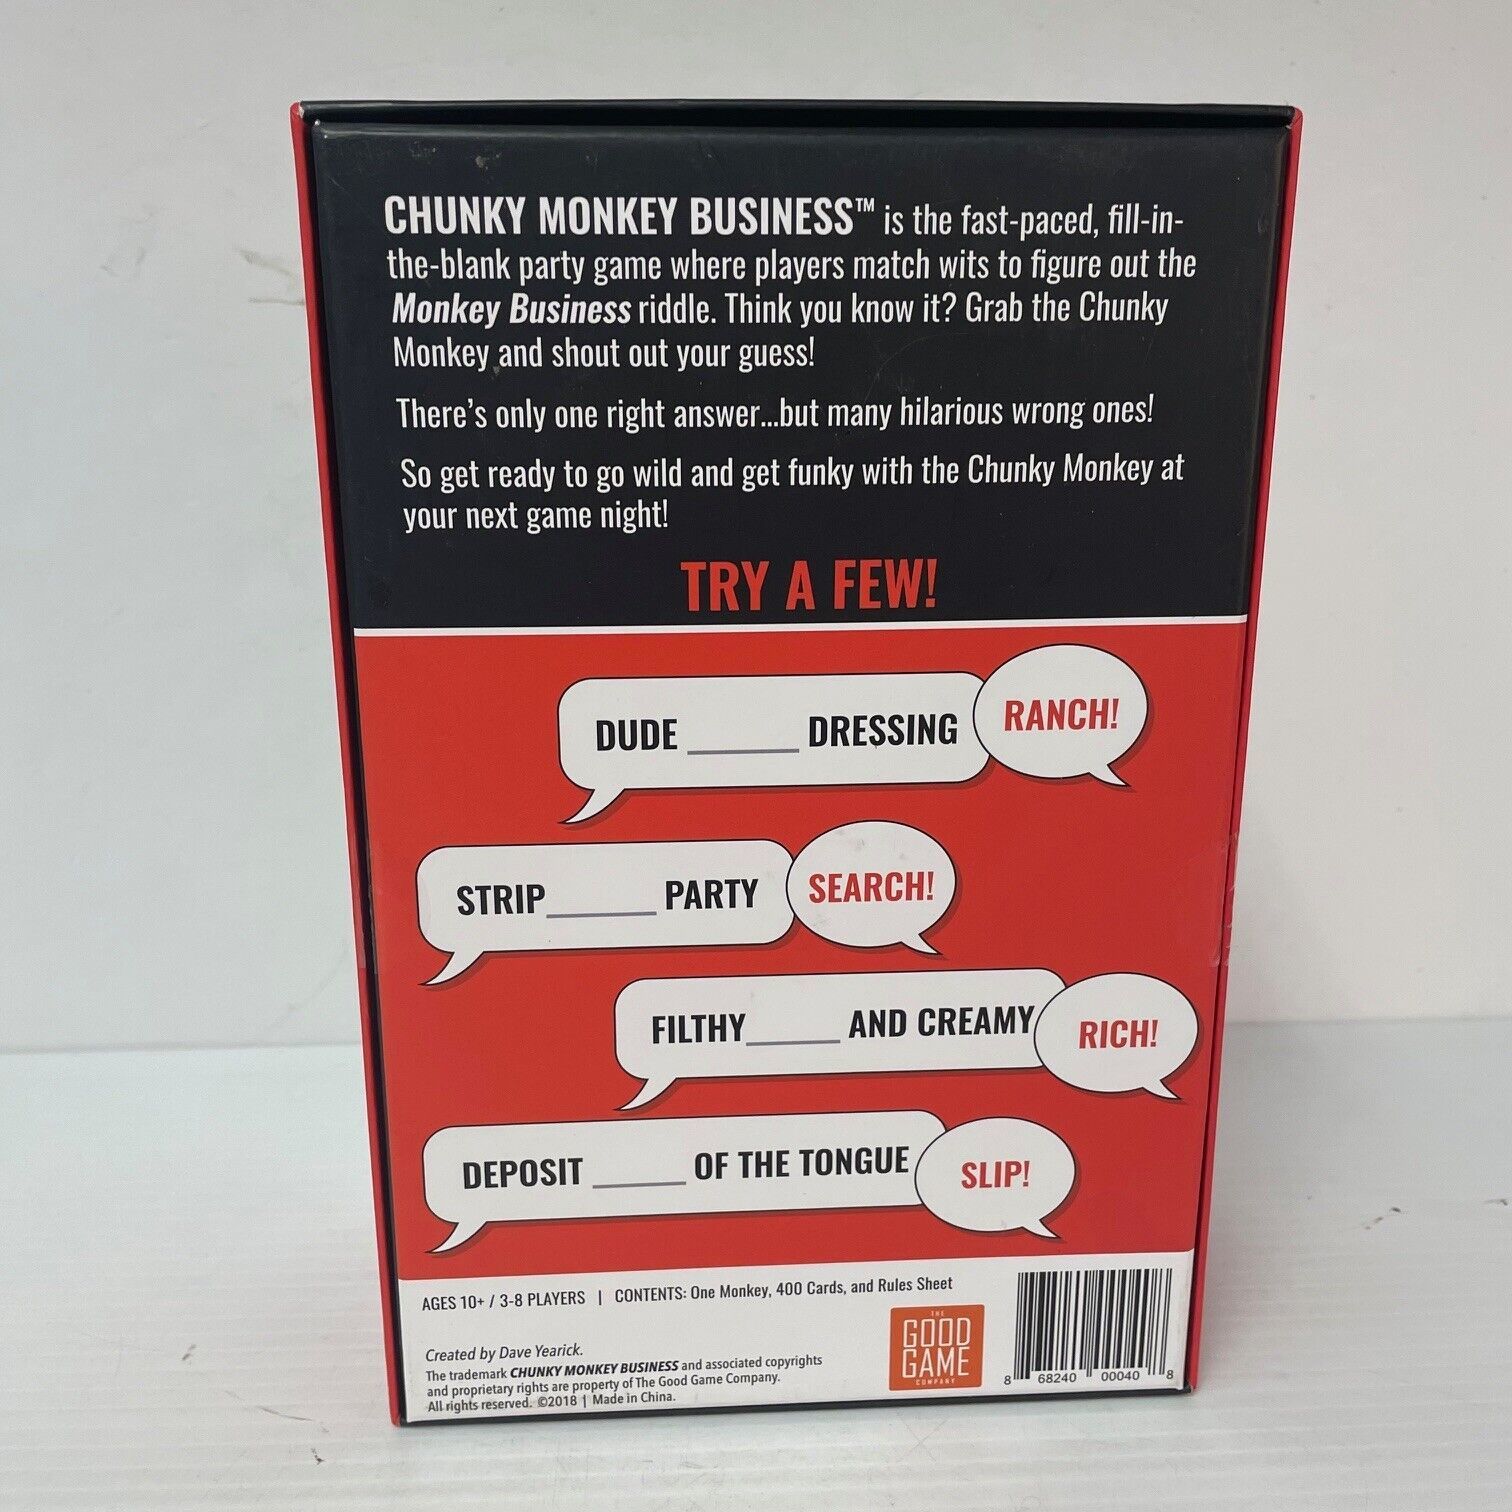 CHUNKY MONKEY BUSINESS™ is the fast-paced, fill-in-
the-blank party game where players match wits to figure out the
Monkey Business riddle. Think you know it? Grab the Chunky
Monkey and shout out your guess!
There's only one right answer...but many hilarious wrong ones!
So get ready to go wild and get funky with the Chunky Monkey at
your next game night!
TRY A FEW!
DUDE ______ DRESSING
RANCH!
STRIP______ PARTY
SEARCH!
FILTHY______ AND CREAMY
RICH!
DEPOSIT ______ OF THE TONGUE
SLIP!
AGES 10+ / 3-8 PLAYERS | CONTENTS: One Monkey, 400 Cards, and Rules Sheet
Created by Dave Yearick.
The trademark CHUNKY MONKEY BUSINESS and associated copyrights
and proprietary rights are property of The Good Game Company.
All rights reserved. ©2018 | Made in China.
THE
GOOD
GAME
COMPANY
8 68240 00040 8